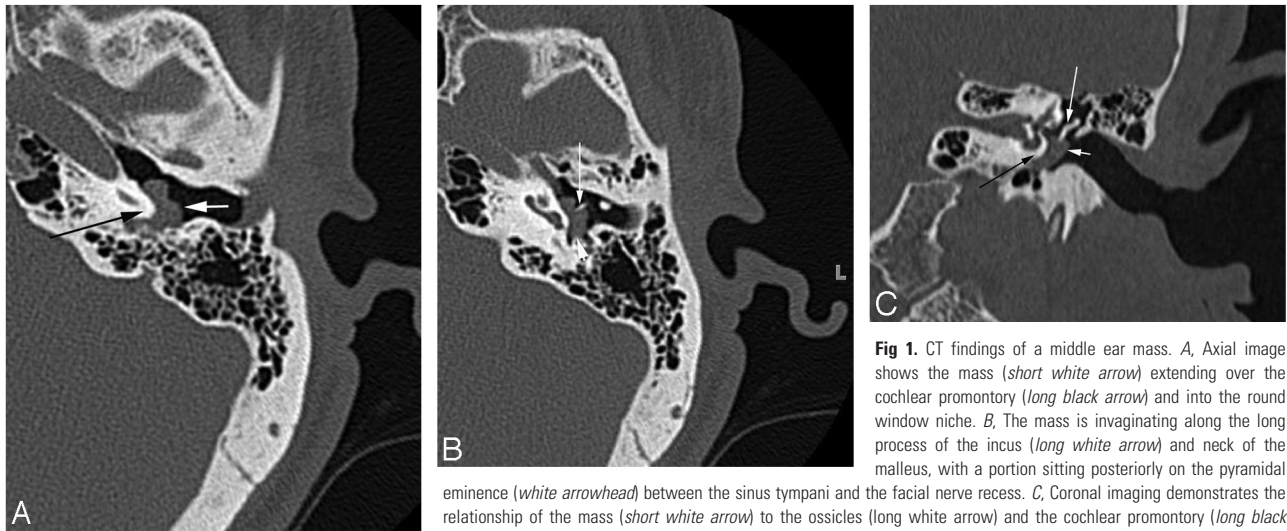 A
B
L
C
Fig 1. CT findings of a middle ear mass. A, Axial image
shows the mass (short white arrow) extending over the
cochlear promontory (long black arrow) and into the round
window niche. B, The mass is invaginating along the long
process of the incus (long white arrow) and neck of the
malleus, with a portion sitting posteriorly on the pyramidal
eminence (white arrowhead) between the sinus tympani and the facial nerve recess. C, Coronal imaging demonstrates the
relationship of the mass (short white arrow) to the ossicles (long white arrow) and the cochlear promontory (long black